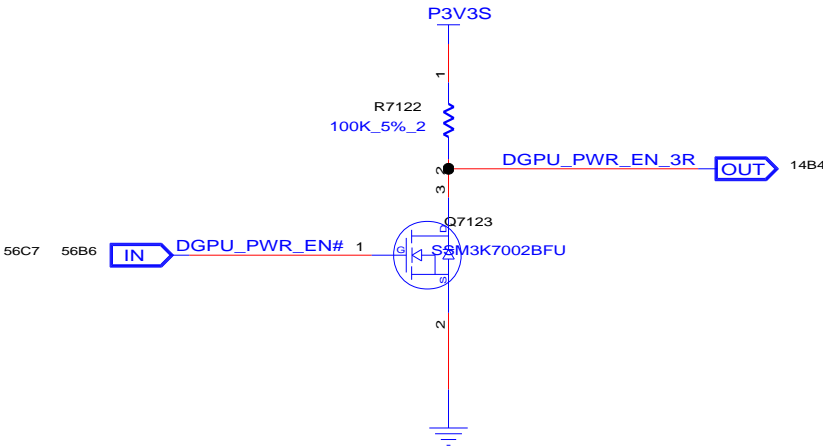 P3V3S
1
R7122
100K_5%_2
2
DGPU_PWR_EN_3R
OUT
14B4
3
Q7123
D
56C7 56B6 IN DGPU_PWR_EN# 1
G
SSM3K7002BFU
S
2